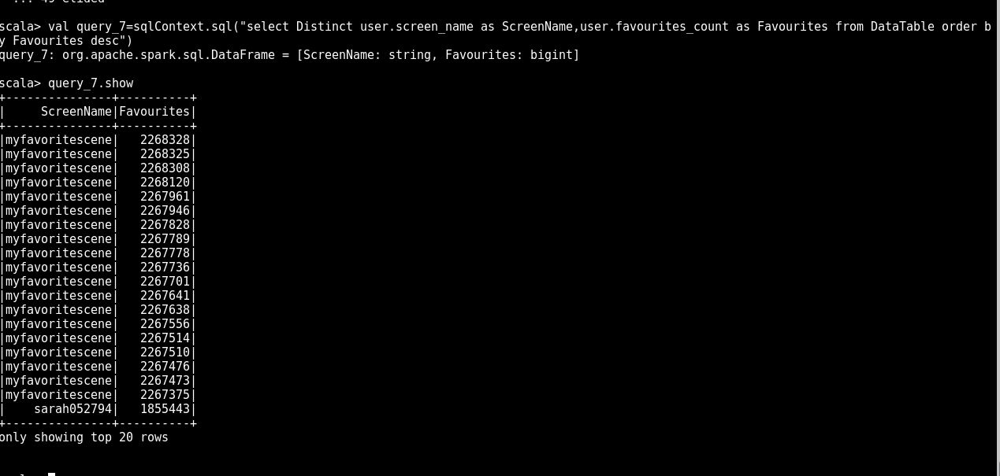 ... 49 elided
scala> val query_7=sqlContext.sql("select Distinct user.screen_name as ScreenName,user.favourites_count as Favourites from DataTable order b
y Favourites desc")
query_7: org.apache.spark.sql.DataFrame = [ScreenName: string, Favourites: bigint]
scala> query_7.show
+---------------+----------+
|     ScreenName|Favourites|
+---------------+----------+
|myfavoritescene|   2268328|
|myfavoritescene|   2268325|
|myfavoritescene|   2268308|
|myfavoritescene|   2268120|
|myfavoritescene|   2267961|
|myfavoritescene|   2267946|
|myfavoritescene|   2267828|
|myfavoritescene|   2267789|
|myfavoritescene|   2267778|
|myfavoritescene|   2267736|
|myfavoritescene|   2267701|
|myfavoritescene|   2267641|
|myfavoritescene|   2267638|
|myfavoritescene|   2267556|
|myfavoritescene|   2267514|
|myfavoritescene|   2267510|
|myfavoritescene|   2267476|
|myfavoritescene|   2267473|
|myfavoritescene|   2267375|
|    sarah052794|   1855443|
+---------------+----------+
only showing top 20 rows